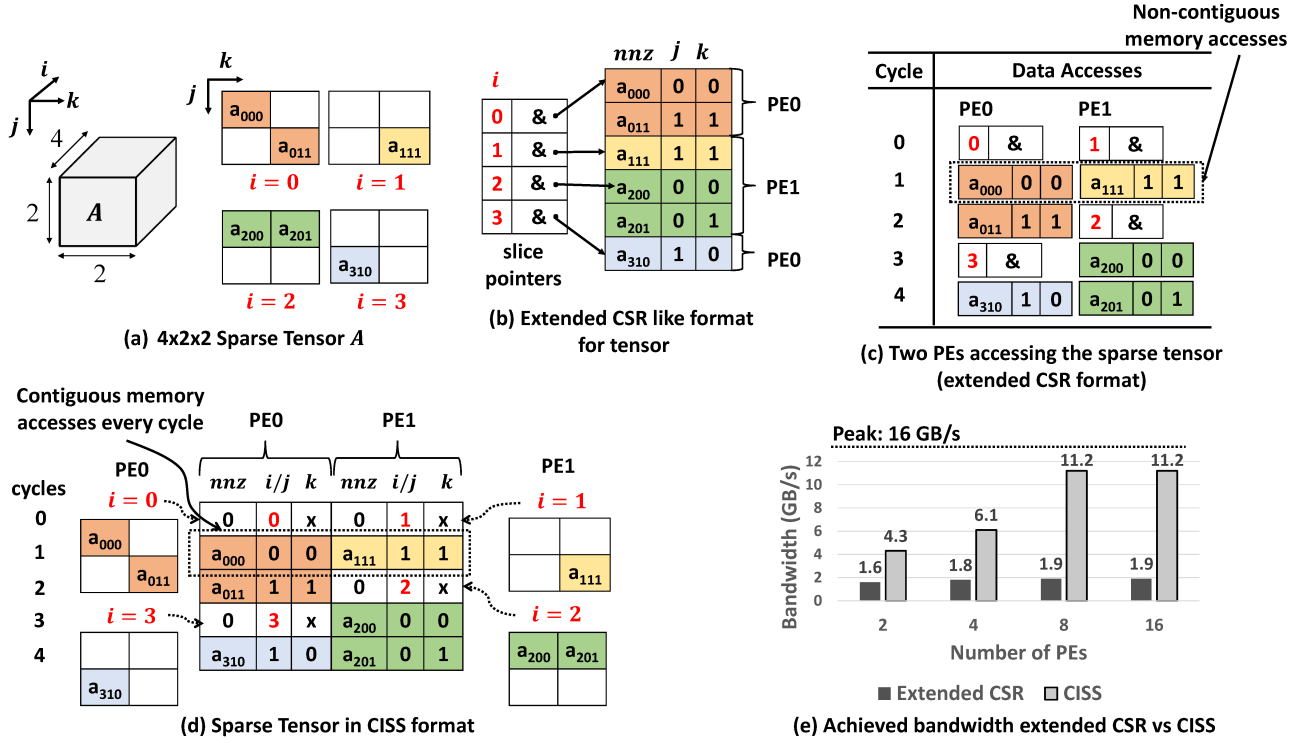 i
k
j
4
2
A
2
k
j
a000
a011
i = 0
a111
i = 1
a200 a201
i = 2
a310
i = 3
(a) 4x2x2 Sparse Tensor A
nnz j k
i
0 &
1 &
2 &
3 &
slice
pointers
a000 0 0
a011 1 1
a111 1 1
a200 0 0
a201 0 1
a310 1 0
PE0
PE1
PE0
(b) Extended CSR like format
for tensor
Non-contiguous
memory accesses
Cycle Data Accesses
PE0 PE1
0 0 & 1 &
1 a000 0 0 a111 1 1
2 a011 1 1 2 &
3 3 & a200 0 0
4 a310 1 0 a201 0 1
(c) Two PEs accessing the sparse tensor
(extended CSR format)
Contiguous memory
accesses every cycle
PE0 PE1
PE0
PE1
cycles
nnz i/j k nnz i/j k
i = 0
i = 1
0 0 0 x 0 1 x
1 a000 0 0 a111 1 1
2 a011 1 1 0 2 x
3 0 3 x a200 0 0
4 a310 1 0 a201 0 1
a000
a011
i = 3
a310
a111
i = 2
a200 a201
(d) Sparse Tensor in CISS format
Peak: 16 GB/s
Bandwidth (GB/s)
12
10
8
6
4
2
0
1.6 4.3
1.8 6.1
1.9 11.2
1.9 11.2
2 4 8 16
Number of PEs
Extended CSR CISS
(e) Achieved bandwidth extended CSR vs CISS